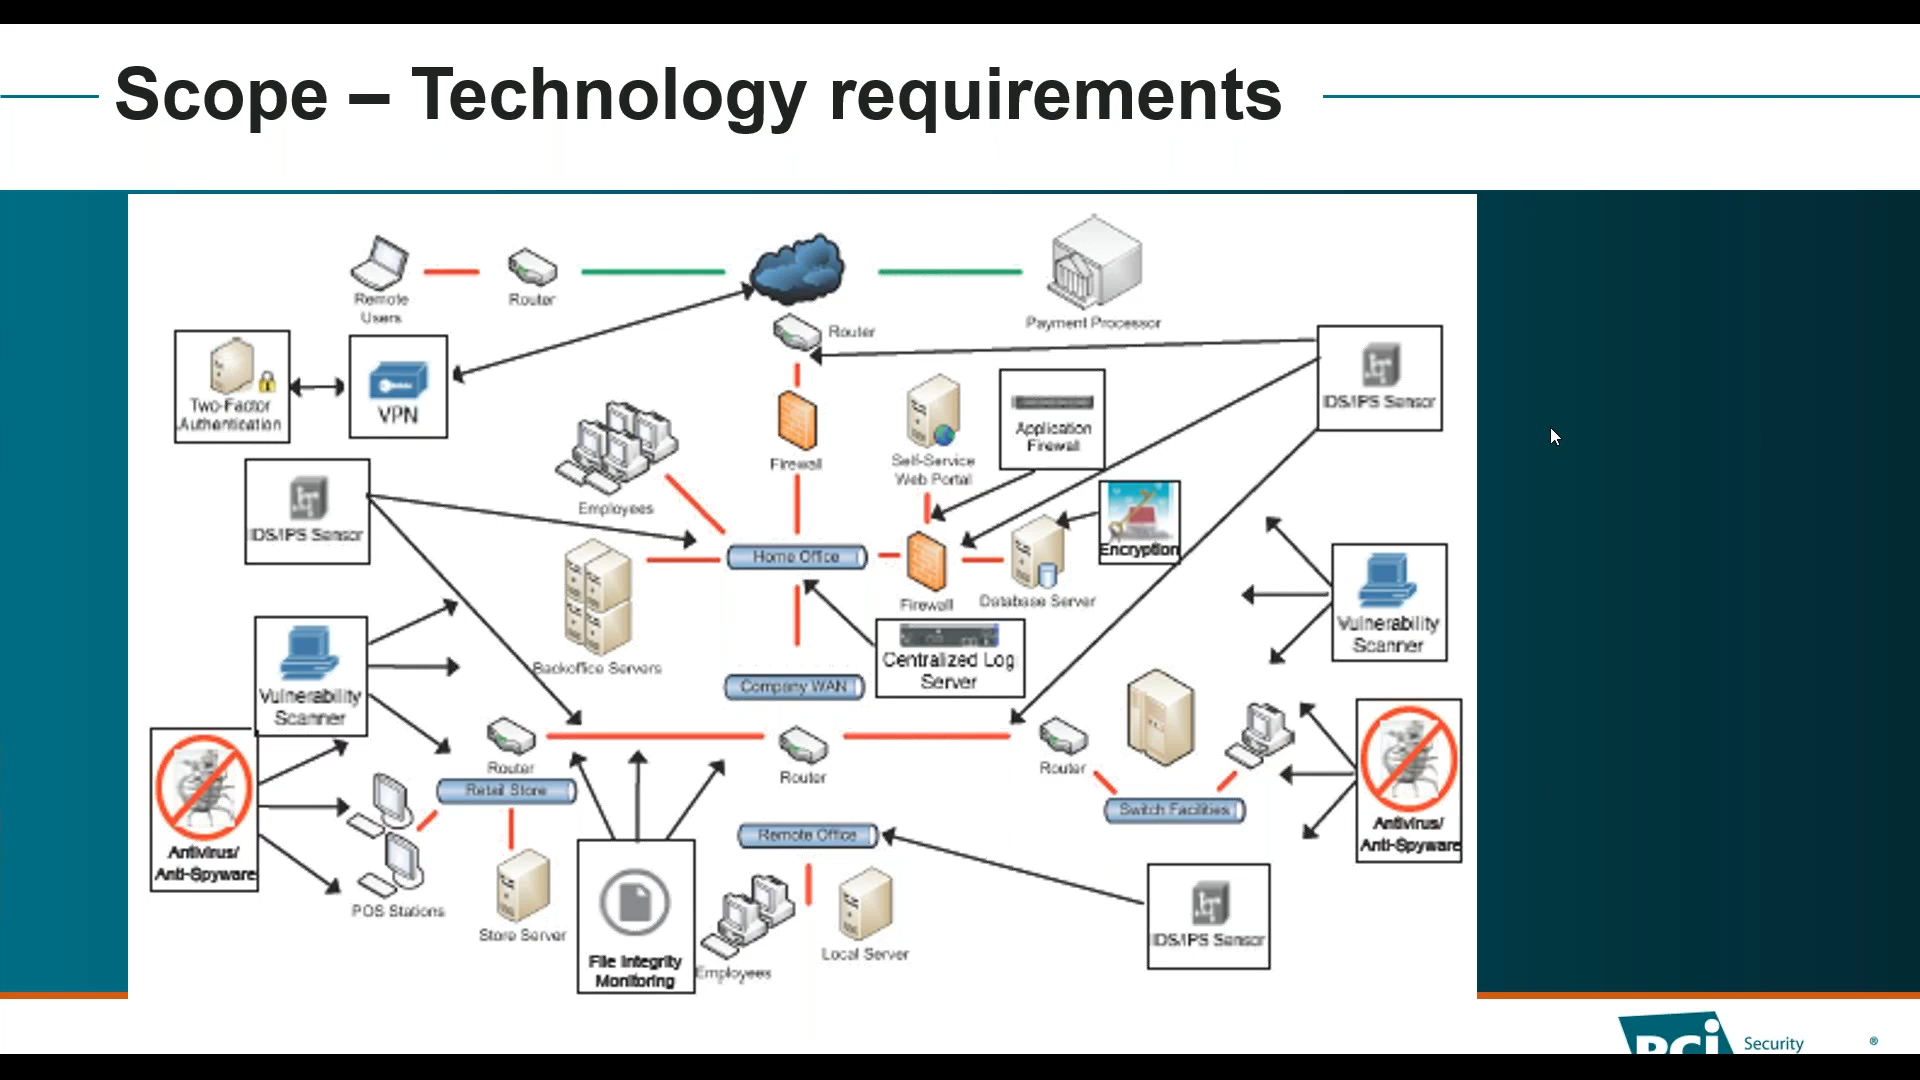 Scope – Technology requirements
Remote
Users
Router
Payment Processor
Router
Two-Factor
Authentication
VPN
IDS/IPS Sensor
Application
Firewall
Firewall
Self-Service
Web Portal
Employees
IDS/IPS Sensor
Encryption
Home Office
Firewall
Database Server
Vulnerability
Scanner
Backoffice Servers
Centralized Log
Server
Company WAN
Vulnerability
Scanner
Router
Router
Router
Retail Store
Switch Facilities
Antivirus/
Anti-Spyware
Remote Office
Antivirus/
Anti-Spyware
POS Stations
Store Server
File Integrity
Monitoring
Employees
Local Server
IDS/IPS Sensor
PCi
Security ®